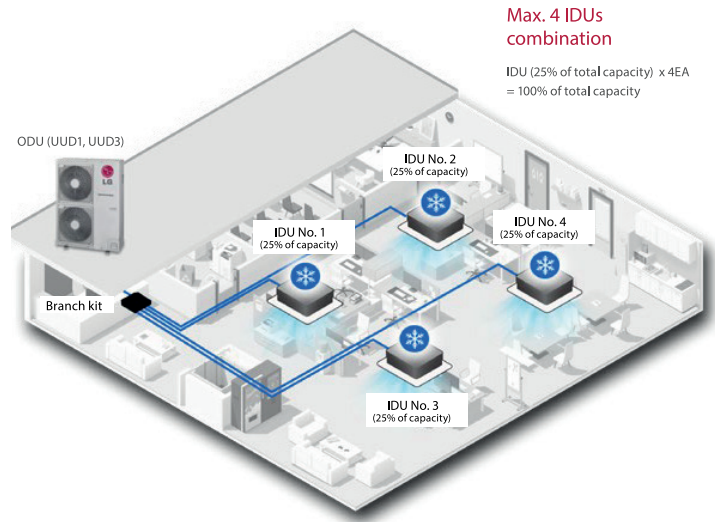 Max. 4 IDUs
combination
IDU (25% of total capacity) x 4EA
= 100% of total capacity
ODU (UUD1, UUD3)
LG
IDU No. 2
(25% of capacity)
IDU No. 1
(25% of capacity)
IDU No. 4
(25% of capacity)
Branch kit
IDU No. 3
(25% of capacity)